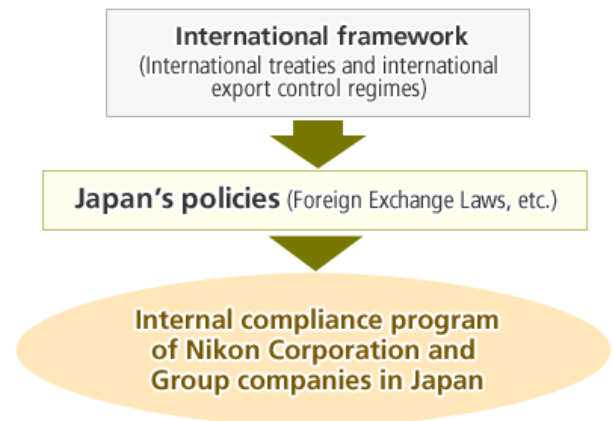 International framework
(International treaties and international
export control regimes)
Japan's policies (Foreign Exchange Laws, etc.)
Internal compliance program
of Nikon Corporation and
Group companies in Japan